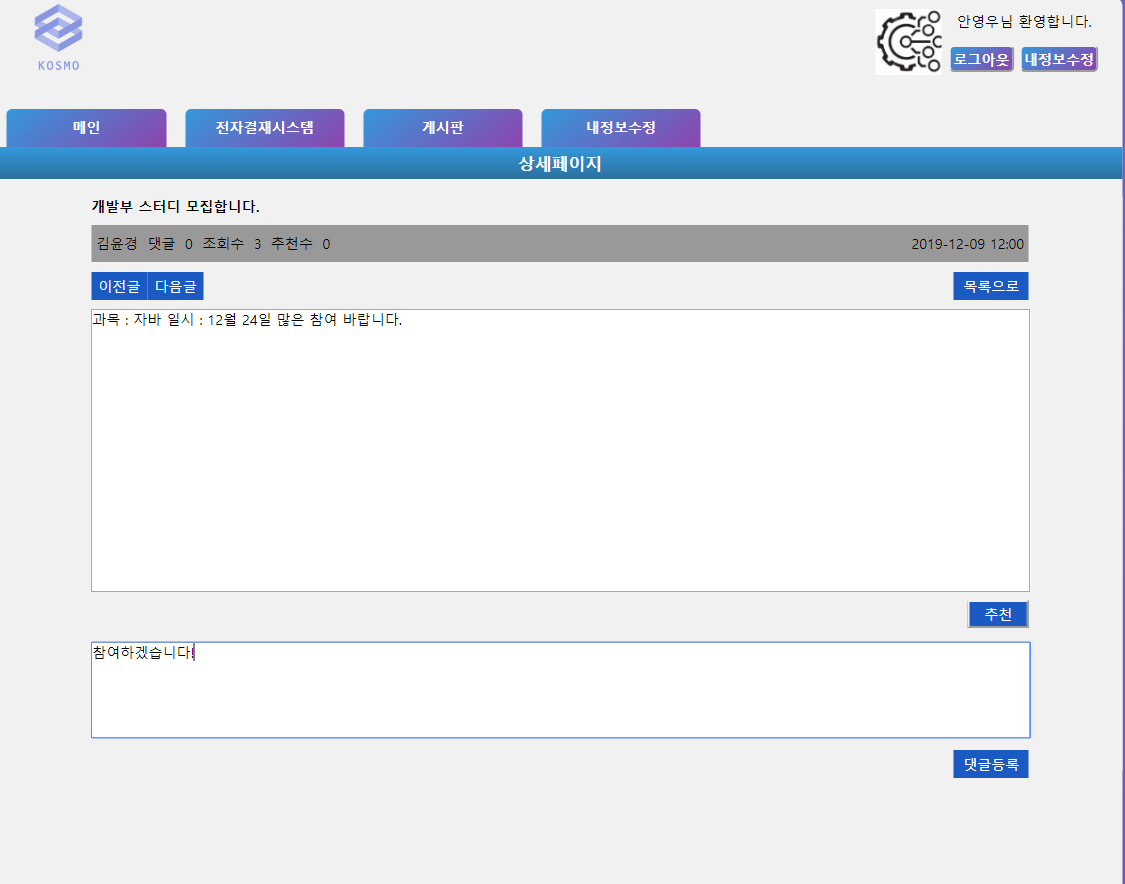 KOSMO
안영우님 환영합니다.
로그아웃 내정보수정
메인 전자결재시스템 게시판 내정보수정
상세페이지
개발부 스터디 모집합니다.
김윤경 댓글 0 조회수 3 추천수 0 2019-12-09 12:00
이전글 다음글 목록으로
과목 : 자바 일시 : 12월 24일 많은 참여 바랍니다.
추천
참여하겠습니다!
댓글등록